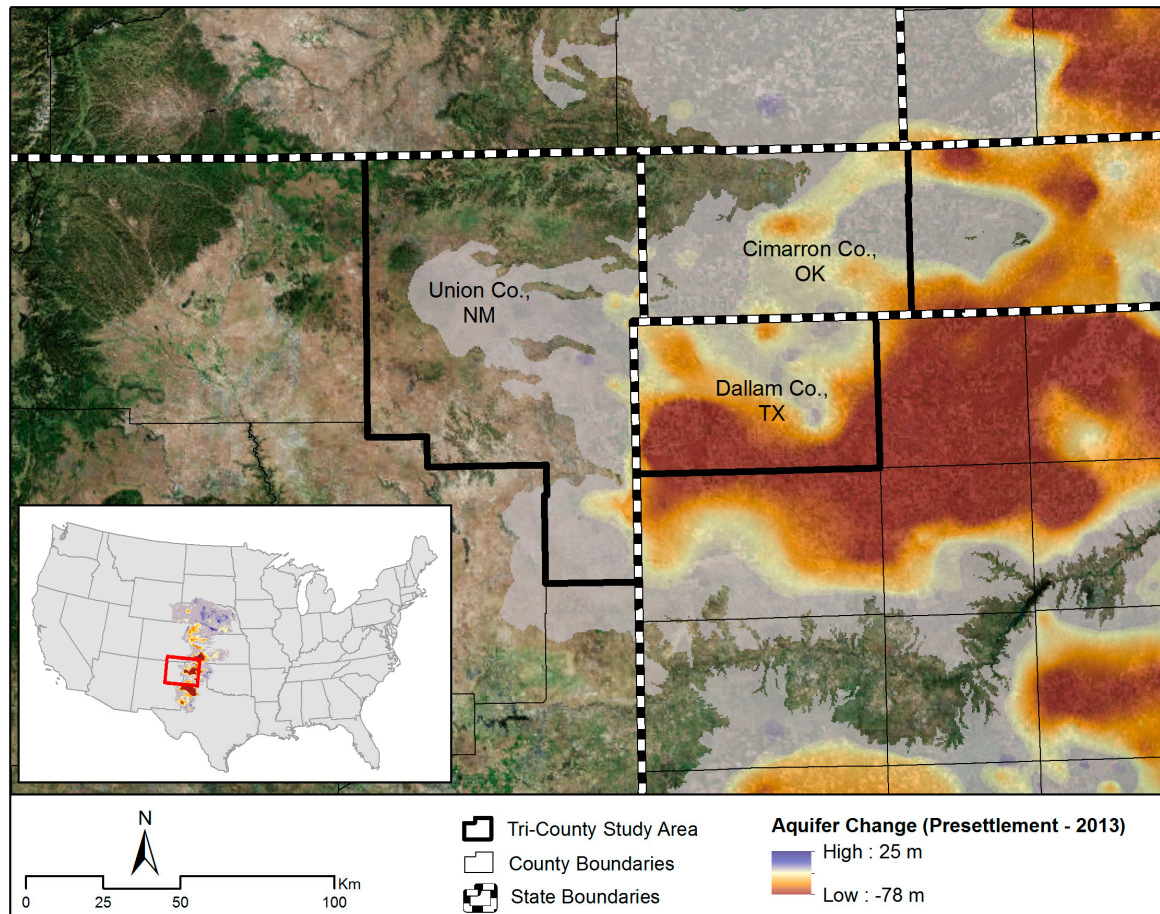 Cimarron Co.,
OK
Union Co.,
NM
Dallam Co.,
TX
N
0 25 50 100
Km
Tri-County Study Area
County Boundaries
State Boundaries
Aquifer Change (Presettlement - 2013)
High : 25 m
Low : -78 m